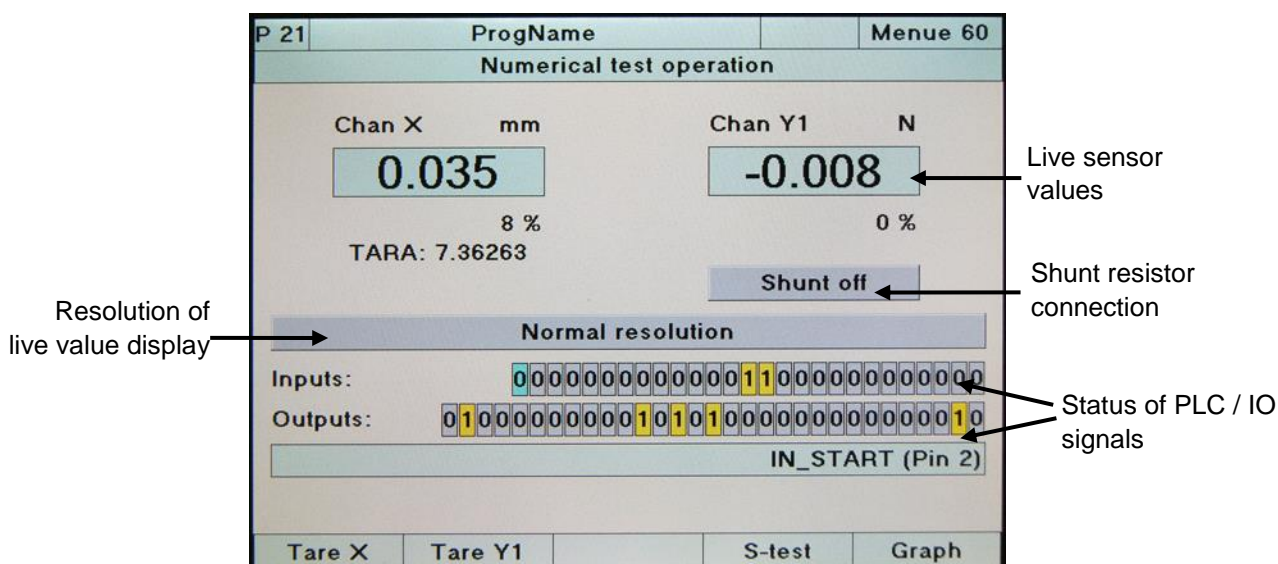 P 21 ProgName Menue 60
Numerical test operation
Chan X mm Chan Y1 N
0.035 -0.008
Live sensor
values
8 % 0 %
TARA: 7.36263
Shunt off
Shunt resistor
connection
Resolution of
live value display
Normal resolution
Inputs: 000000000000011000000000000
Outputs: 0100000000010101000000000000010
Status of PLC / IO
signals
IN_START (Pin 2)
Tare X Tare Y1 S-test Graph